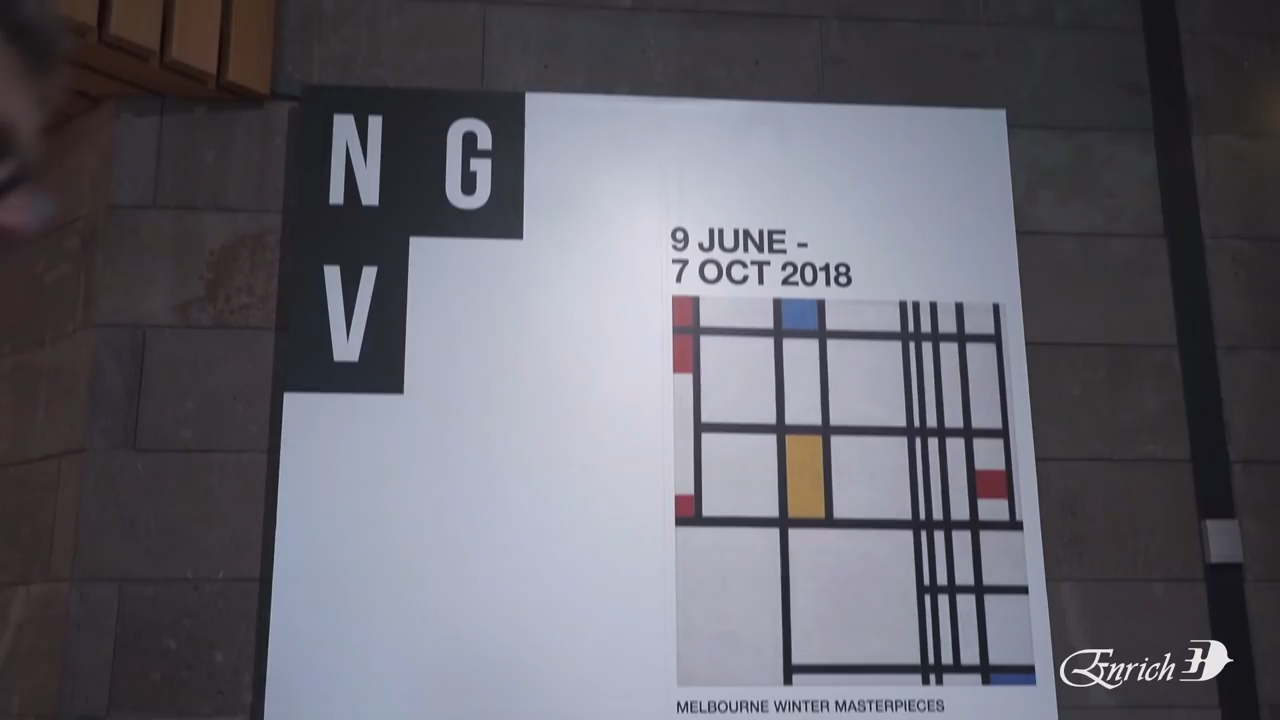 N G
V
9 JUNE -
7 OCT 2018
MELBOURNE WINTER MASTERPIECES
Enrich